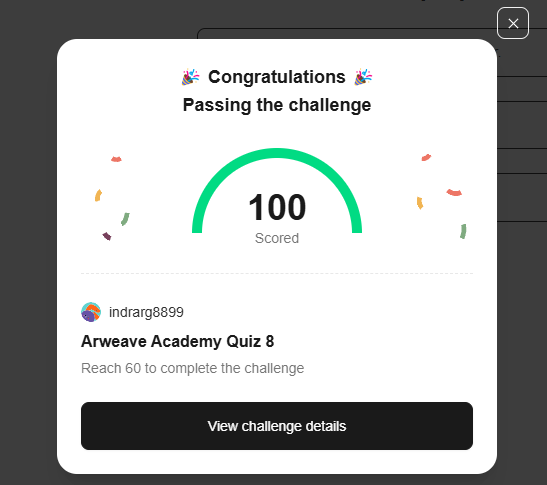 Congratulations
Passing the challenge
100
Scored
indrarg8899
Arweave Academy Quiz 8
Reach 60 to complete the challenge
View challenge details